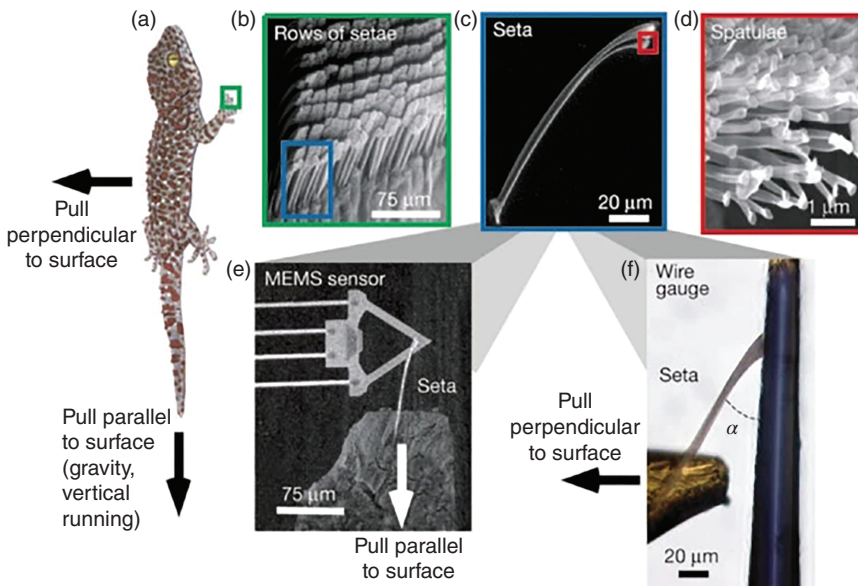 (a)
Pull
perpendicular
to surface
Pull parallel
to surface
(gravity,
vertical
running)
(b)
Rows of setae
75 μm
(c)
Seta
20 μm
(d)
Spatulae
1 μm
(e)
MEMS sensor
Seta
75 μm
Pull parallel
to surface
Pull
perpendicular
to surface
(f)
Wire
gauge
Seta
α
20 μm